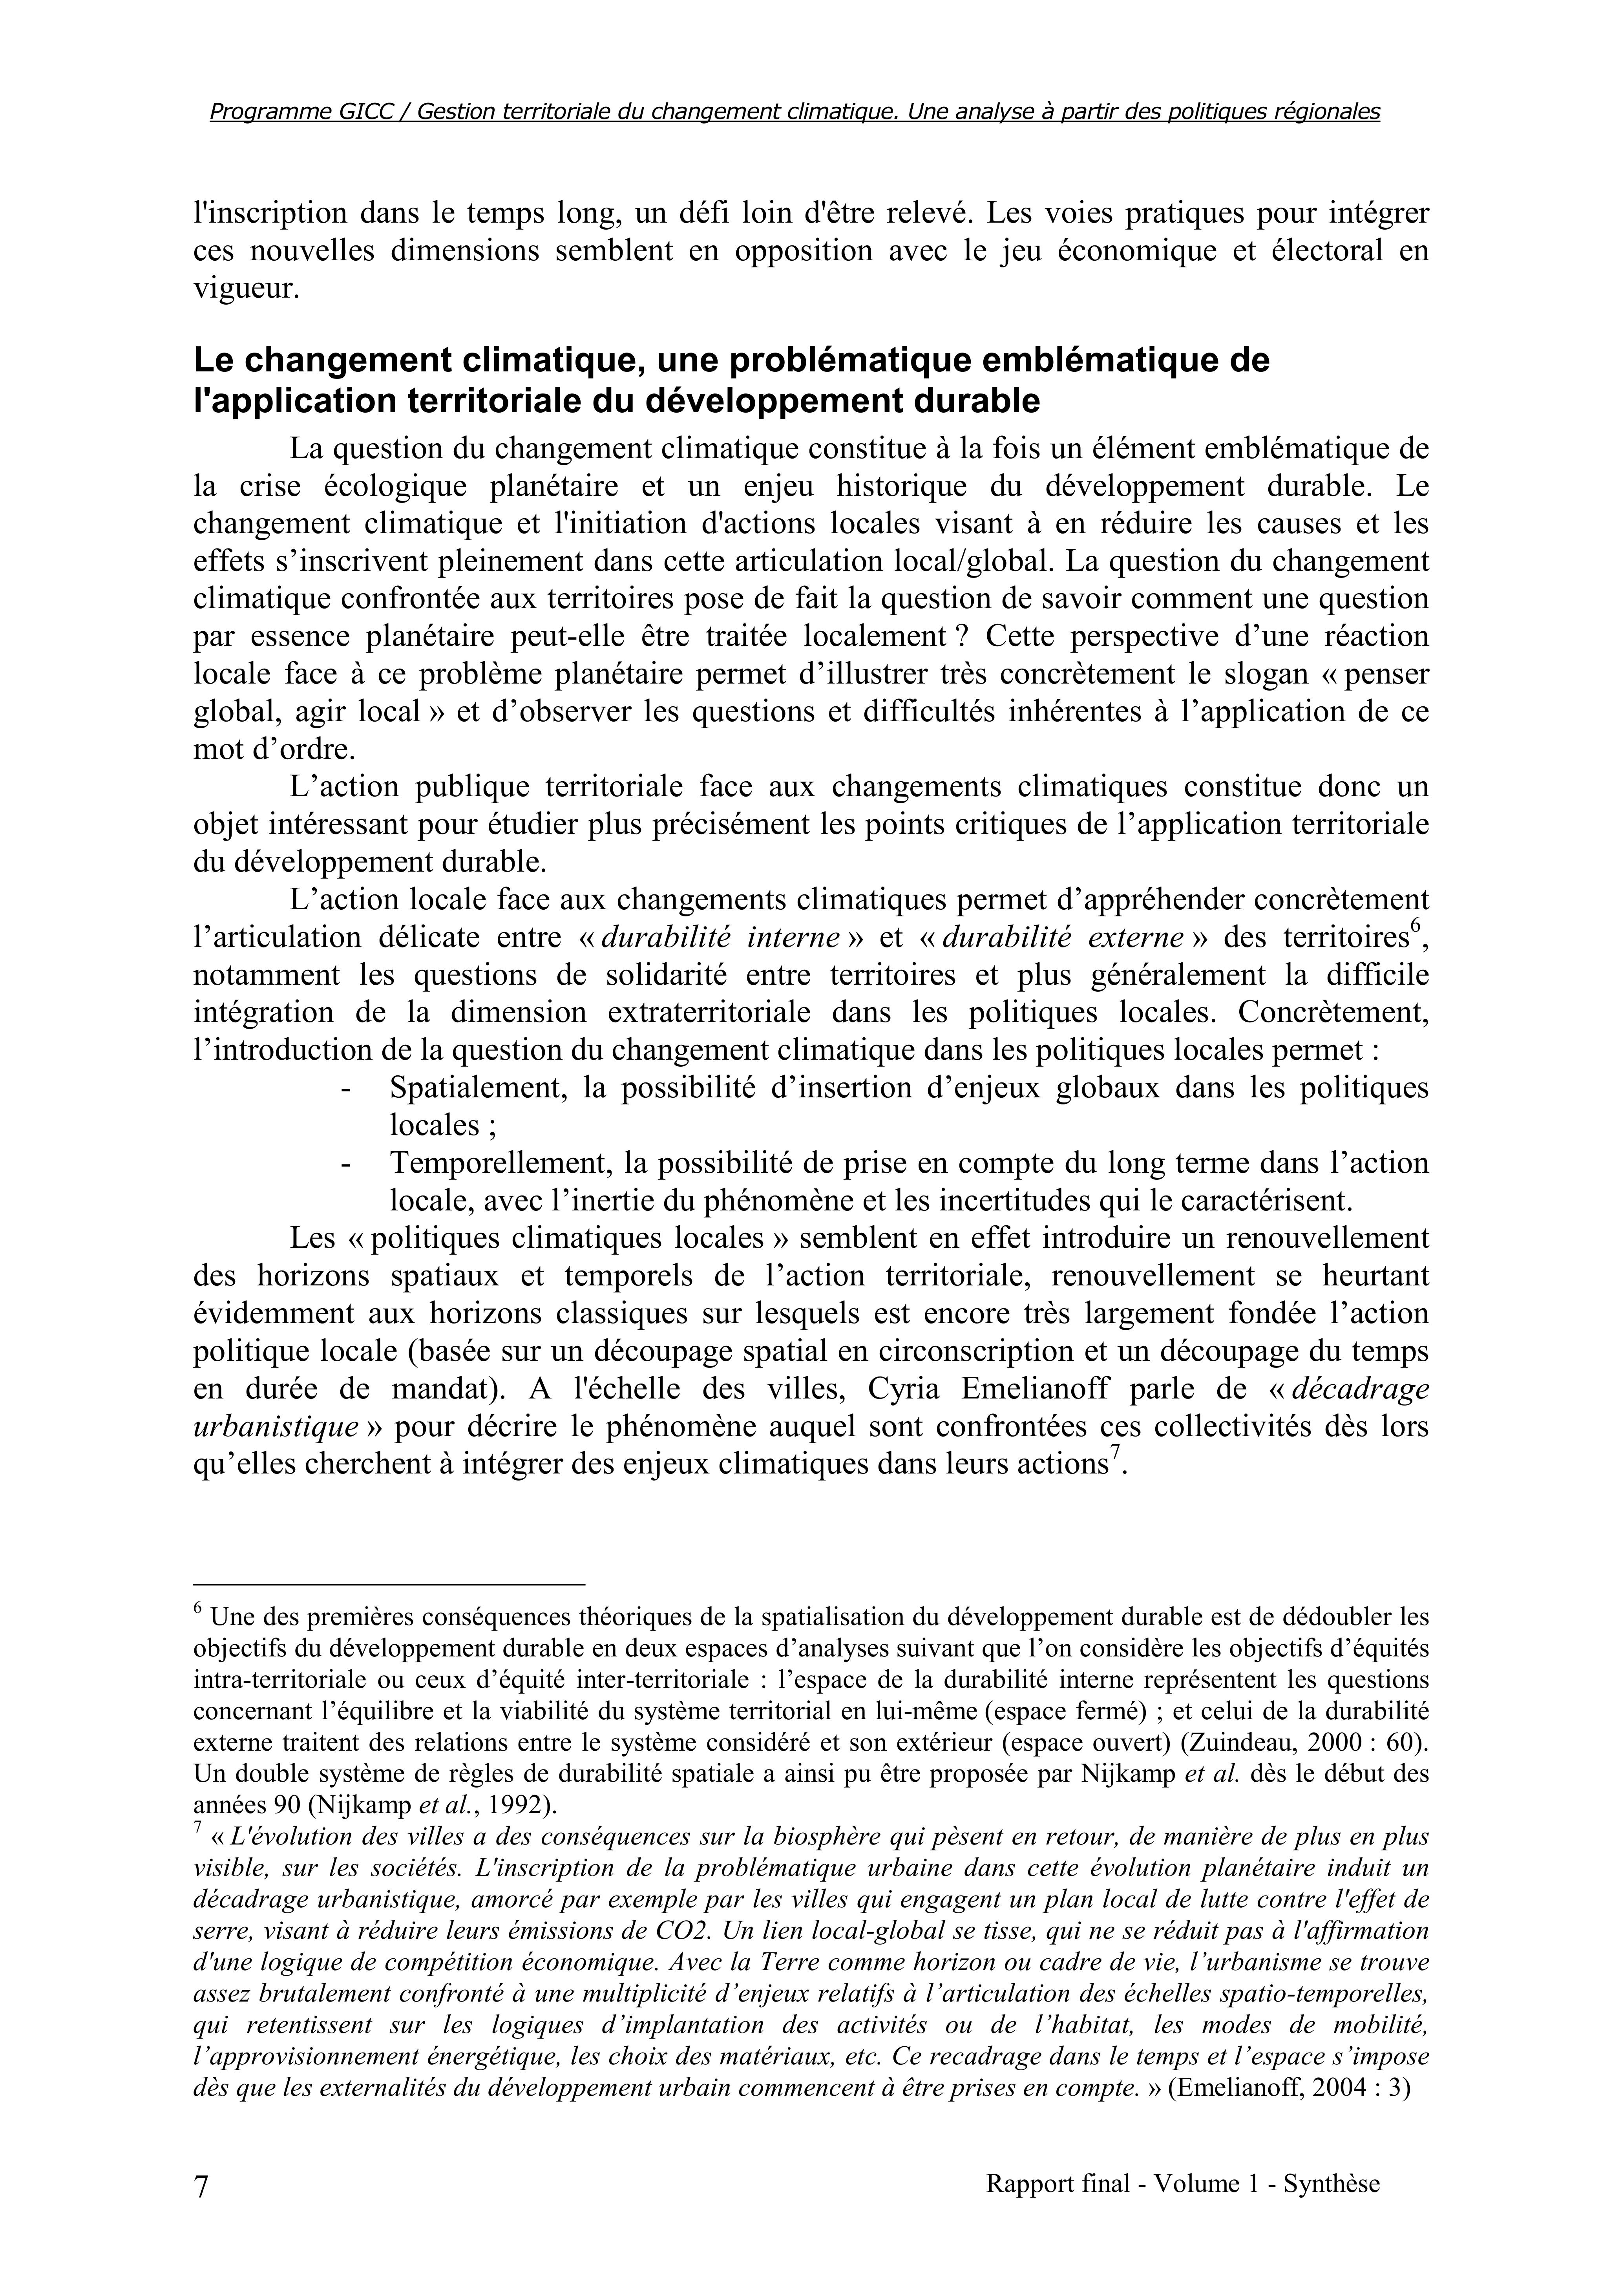 Programme GICC / Gestion territoriale du changement climatique. Une analyse à partir des politiques régionales
l'inscription dans le temps long, un défi loin d'être relevé. Les voies pratiques pour intégrer
ces nouvelles dimensions semblent en opposition avec le jeu économique et électoral en
vigueur.
Le changement climatique, une problématique emblématique de
l'application territoriale du développement durable
La question du changement climatique constitue à la fois un élément emblématique de
la crise écologique planétaire et un enjeu historique du développement durable. Le
changement climatique et l'initiation d'actions locales visant à en réduire les causes et les
effets s’inscrivent pleinement dans cette articulation local/global. La question du changement
climatique confrontée aux territoires pose de fait la question de savoir comment une question
par essence planétaire peut-elle être traitée localement ? Cette perspective d’une réaction
locale face à ce problème planétaire permet d’illustrer très concrètement le slogan « penser
global, agir local » et d’observer les questions et difficultés inhérentes à l’application de ce
mot d’ordre.
L’action publique territoriale face aux changements climatiques constitue donc un
objet intéressant pour étudier plus précisément les points critiques de l’application territoriale
du développement durable.
L’action locale face aux changements climatiques permet d’appréhender concrètement
l’articulation délicate entre « durabilité interne » et « durabilité externe » des territoires6,
notamment les questions de solidarité entre territoires et plus généralement la difficile
intégration de la dimension extraterritoriale dans les politiques locales. Concrètement,
l’introduction de la question du changement climatique dans les politiques locales permet :
- Spatialement, la possibilité d’insertion d’enjeux globaux dans les politiques
locales ;
- Temporellement, la possibilité de prise en compte du long terme dans l’action
locale, avec l’inertie du phénomène et les incertitudes qui le caractérisent.
Les « politiques climatiques locales » semblent en effet introduire un renouvellement
des horizons spatiaux et temporels de l’action territoriale, renouvellement se heurtant
évidemment aux horizons classiques sur lesquels est encore très largement fondée l’action
politique locale (basée sur un découpage spatial en circonscription et un découpage du temps
en durée de mandat). A l'échelle des villes, Cyria Emelianoff parle de « décadrage
urbanistique » pour décrire le phénomène auquel sont confrontées ces collectivités dès lors
qu’elles cherchent à intégrer des enjeux climatiques dans leurs actions7.
6 Une des premières conséquences théoriques de la spatialisation du développement durable est de dédoubler les
objectifs du développement durable en deux espaces d’analyses suivant que l’on considère les objectifs d’équités
intra-territoriale ou ceux d’équité inter-territoriale : l’espace de la durabilité interne représentent les questions
concernant l’équilibre et la viabilité du système territorial en lui-même (espace fermé) ; et celui de la durabilité
externe traitent des relations entre le système considéré et son extérieur (espace ouvert) (Zuindeau, 2000 : 60).
Un double système de règles de durabilité spatiale a ainsi pu être proposée par Nijkamp et al. dès le début des
années 90 (Nijkamp et al., 1992).
7 « L'évolution des villes a des conséquences sur la biosphère qui pèsent en retour, de manière de plus en plus
visible, sur les sociétés. L'inscription de la problématique urbaine dans cette évolution planétaire induit un
décadrage urbanistique, amorcé par exemple par les villes qui engagent un plan local de lutte contre l'effet de
serre, visant à réduire leurs émissions de CO2. Un lien local-global se tisse, qui ne se réduit pas à l'affirmation
d'une logique de compétition économique. Avec la Terre comme horizon ou cadre de vie, l’urbanisme se trouve
assez brutalement confronté à une multiplicité d’enjeux relatifs à l’articulation des échelles spatio-temporelles,
qui retentissent sur les logiques d’implantation des activités ou de l’habitat, les modes de mobilité,
l’approvisionnement énergétique, les choix des matériaux, etc. Ce recadrage dans le temps et l’espace s’impose
dès que les externalités du développement urbain commencent à être prises en compte. » (Emelianoff, 2004 : 3)
7
Rapport final - Volume 1 - Synthèse